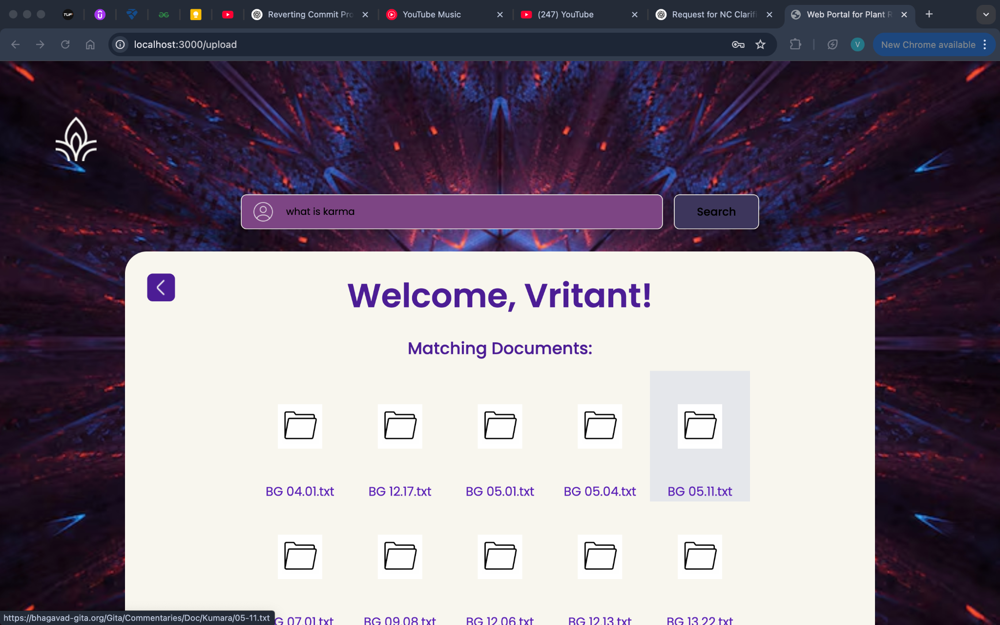 TUF
Reverting Commit Pro
YouTube Music
(247) YouTube
Request for NC Clarifi
Web Portal for Plant R
localhost:3000/upload
V
New Chrome available
what is karma
Search
Welcome, Vritant!
Matching Documents:
BG 04.01.txt BG 12.17.txt BG 05.01.txt BG 05.04.txt BG 05.11.txt
G 07.01.txt BG 09.08.txt BG 12.06.txt BG 12.13.txt BG 13.22.txt
https://bhagavad-gita.org/Gita/Commentaries/Doc/Kumara/05-11.txt